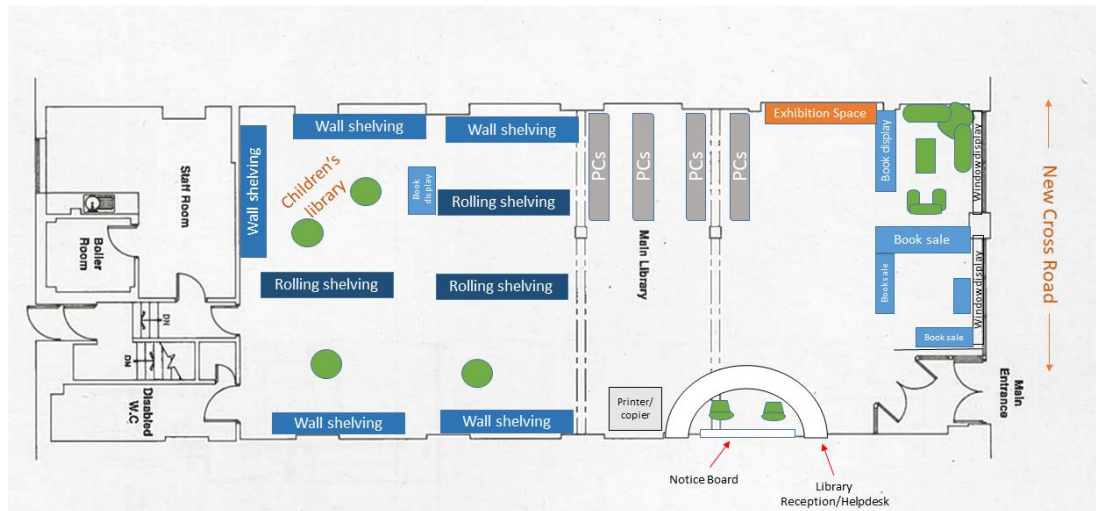 Wall shelving
Wall shelving
Exhibition Space
Wall shelving
Children's
library
Book
display
Rolling shelving
PCs
PCs
PCs
PCs
Book display
Window display
New Cross Road
Staff Room
Boiler
Room
Main Library
Rolling shelving
Rolling shelving
Book sale
Book sale
Window display
Book sale
DN
DN
Disabled
W.C
Wall shelving
Wall shelving
Printer/
copier
Main
Entrance
Notice Board
Library
Reception/Helpdesk